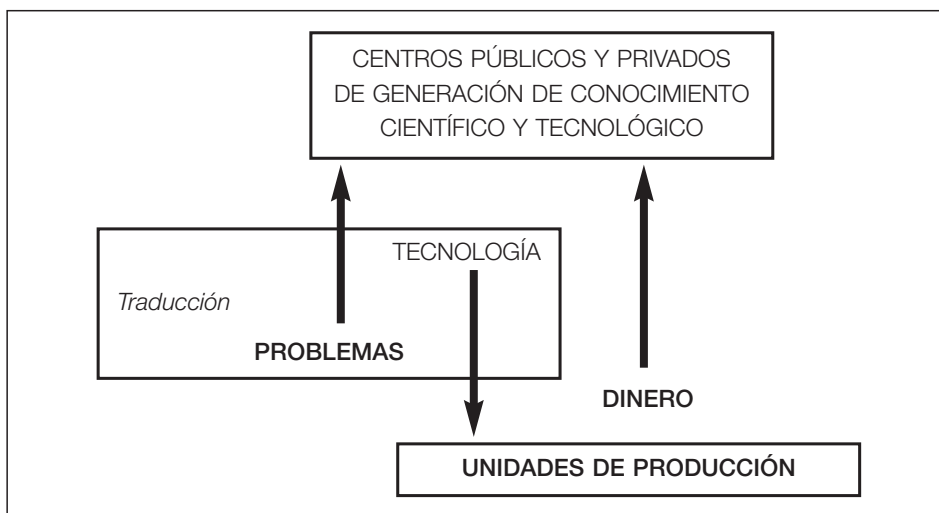 CENTROS PÚBLICOS Y PRIVADOS
DE GENERACIÓN DE CONOCIMIENTO
CIENTÍFICO Y TECNOLÓGICO
TECNOLOGÍA
Traducción
PROBLEMAS
DINERO
UNIDADES DE PRODUCCIÓN